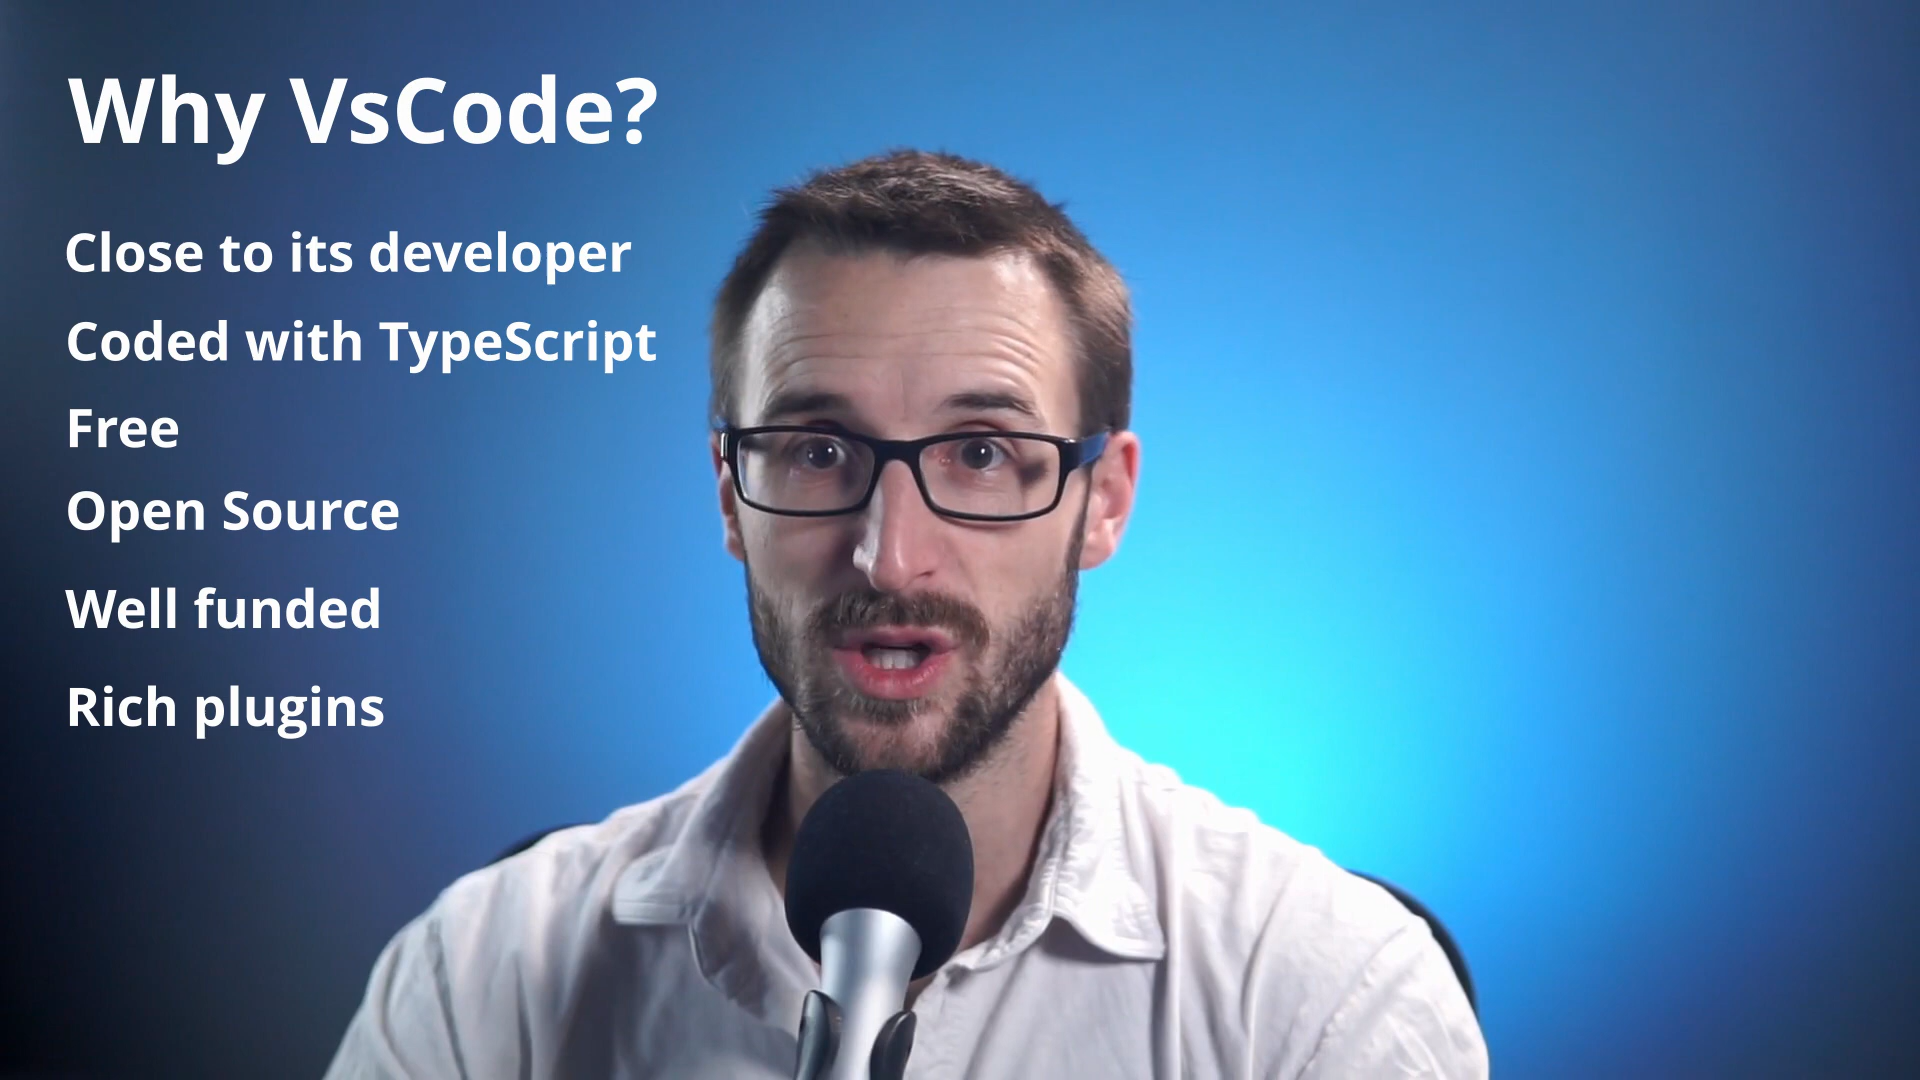 Why VsCode?
Close to its developer
Coded with TypeScript
Free
Open Source
Well funded
Rich plugins